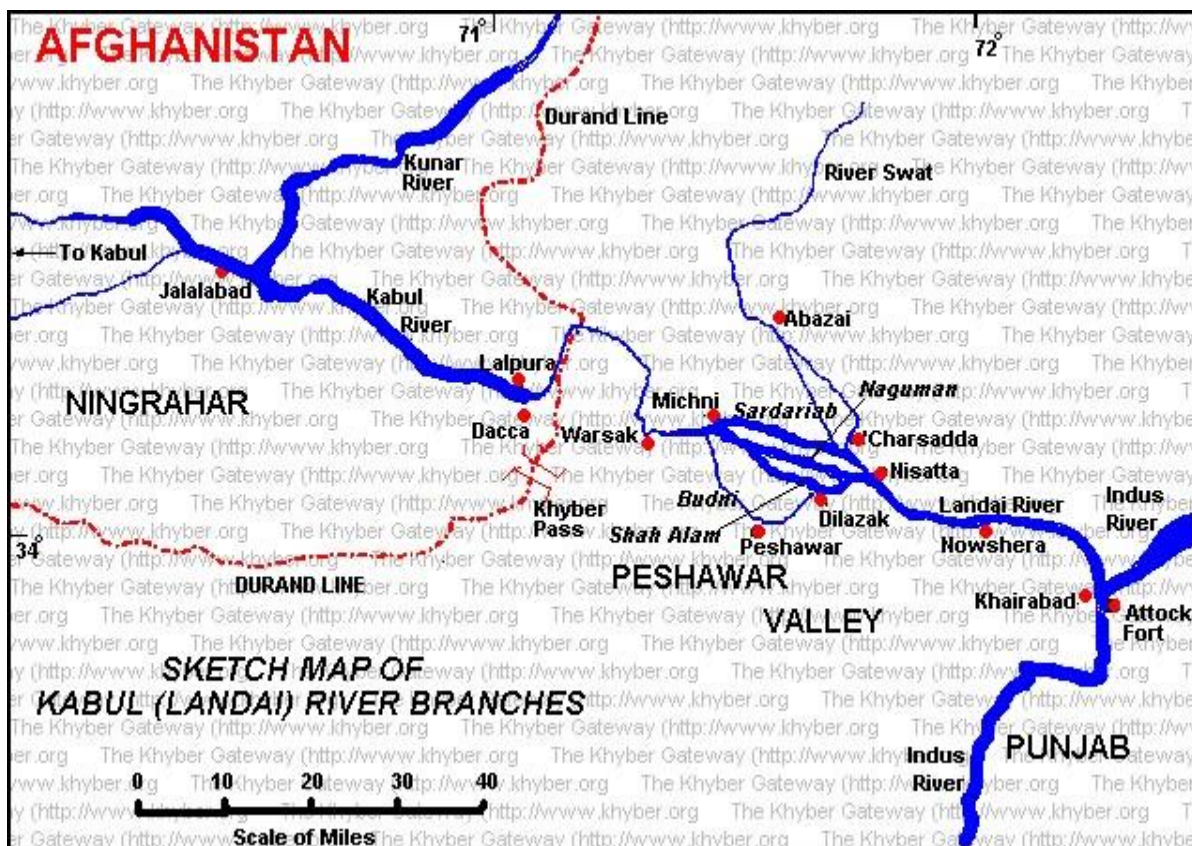 AFGHANISTAN
71°
72°
Durand Line
Kunar
River
River Swat
To Kabul
Jalalabad
Kabul
River
Abazai
Lalpura
NINGRAHAR
Dacca
Michni
Sardariab
Naguman
Warsak
Charsadda
Nisatta
Khyber
Pass
Budni
Shah Alam
Dilazak
Landai River
Indus
River
34°
Peshawar
Nowshera
DURAND LINE
PESHAWAR
VALLEY
Khairabad
Attock
Fort
SKETCH MAP OF
KABUL (LANDAI) RIVER BRANCHES
PUNJAB
Indus
River
0 10 20 30 40
Scale of Miles
The Khyber Gateway (http://www.khyber.org